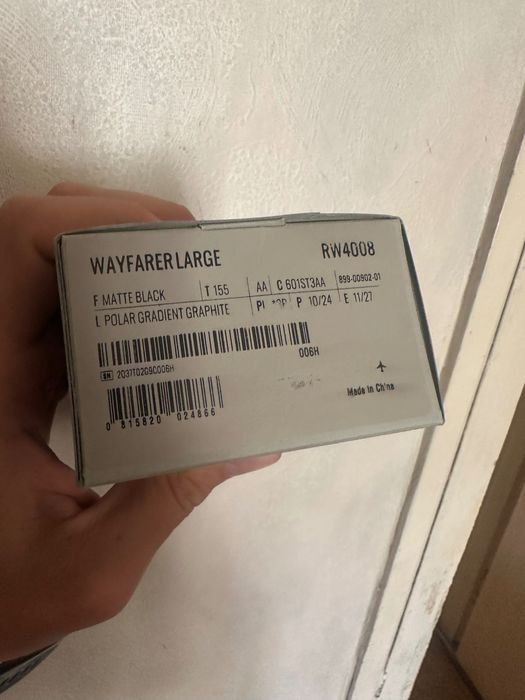 WAYFARER LARGE RW4008
F MATTE BLACK T 155 AA C 601ST3AA 899-00902-01
L POLAR GRADIENT GRAPHITE P 10/24 E 11/27
006H
SN 2Q37T02G9C006H
0 815820 024866
Made in China